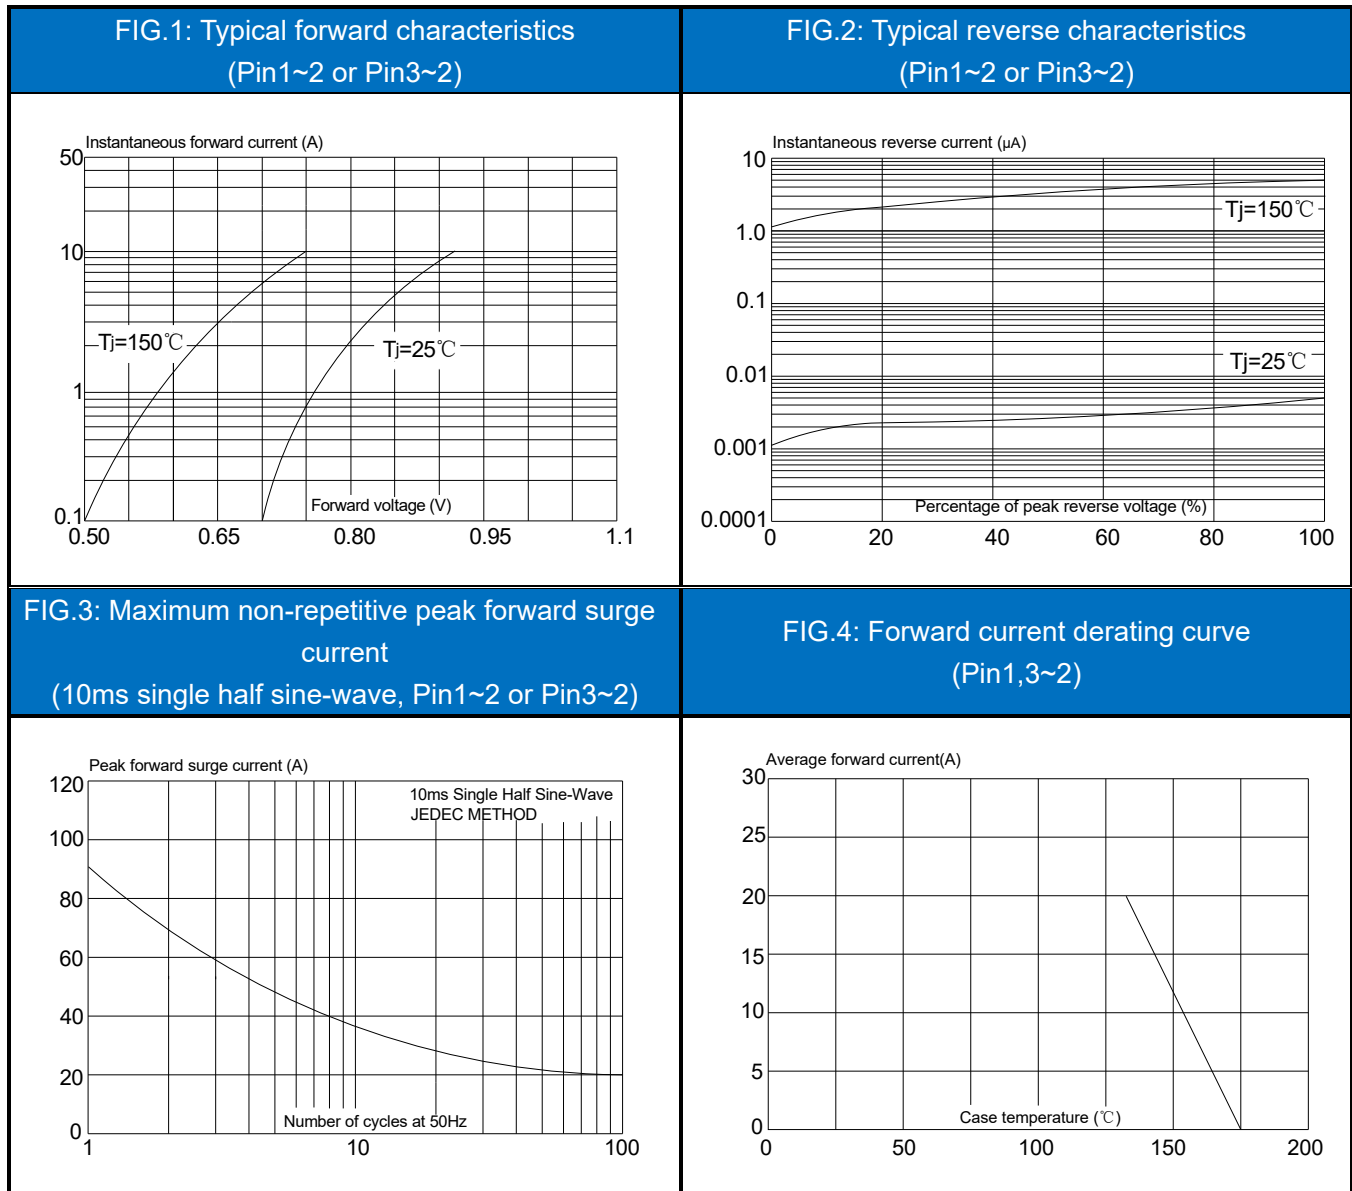 FIG.1: Typical forward characteristics
(Pin1~2 or Pin3~2)
Instantaneous forward current (A)
50
10
1
0.1
Tj=150℃
Tj=25℃
Forward voltage (V)
0.50 0.65 0.80 0.95 1.1
FIG.2: Typical reverse characteristics
(Pin1~2 or Pin3~2)
Instantaneous reverse current (μA)
10
1.0
0.1
0.01
0.001
0.0001
Tj=150℃
Tj=25℃
Percentage of peak reverse voltage (%)
0 20 40 60 80 100
FIG.3: Maximum non-repetitive peak forward surge
current
(10ms single half sine-wave, Pin1~2 or Pin3~2)
Peak forward surge current (A)
120
100
80
60
40
20
0
10ms Single Half Sine-Wave
JEDEC METHOD
Number of cycles at 50Hz
1 10 100
FIG.4: Forward current derating curve
(Pin1,3~2)
Average forward current(A)
30
25
20
15
10
5
0
Case temperature (℃)
0 50 100 150 200